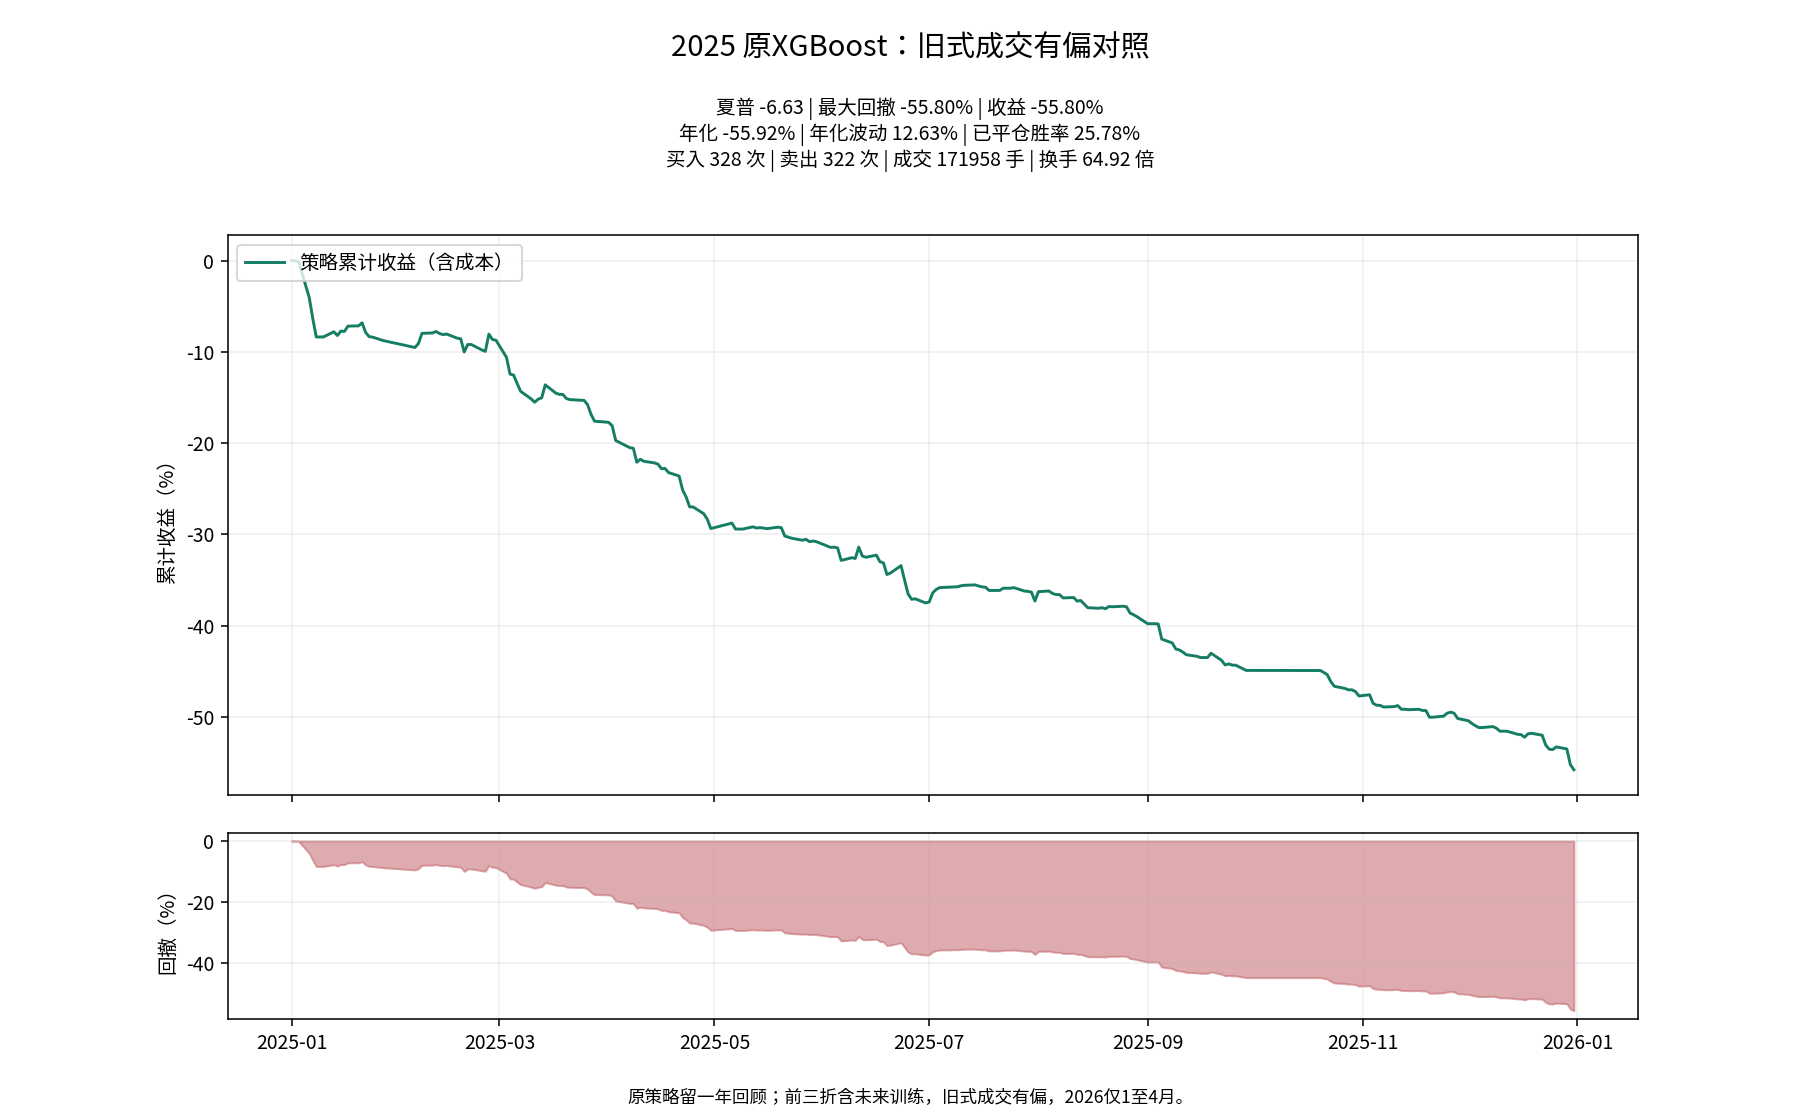 2025 原XGBoost：旧式成交有偏对照
夏普 -6.63 | 最大回撤 -55.80% | 收益 -55.80%
年化 -55.92% | 年化波动 12.63% | 已平仓胜率 25.78%
买入 328 次 | 卖出 322 次 | 成交 171958 手 | 换手 64.92 倍
策略累计收益（含成本）
累计收益（%）
0
-10
-20
-30
-40
-50
回撤（%）
0
-20
-40
2025-01
2025-03
2025-05
2025-07
2025-09
2025-11
2026-01
原策略留一年回顾；前三折含未来训练，旧式成交有偏，2026仅1至4月。